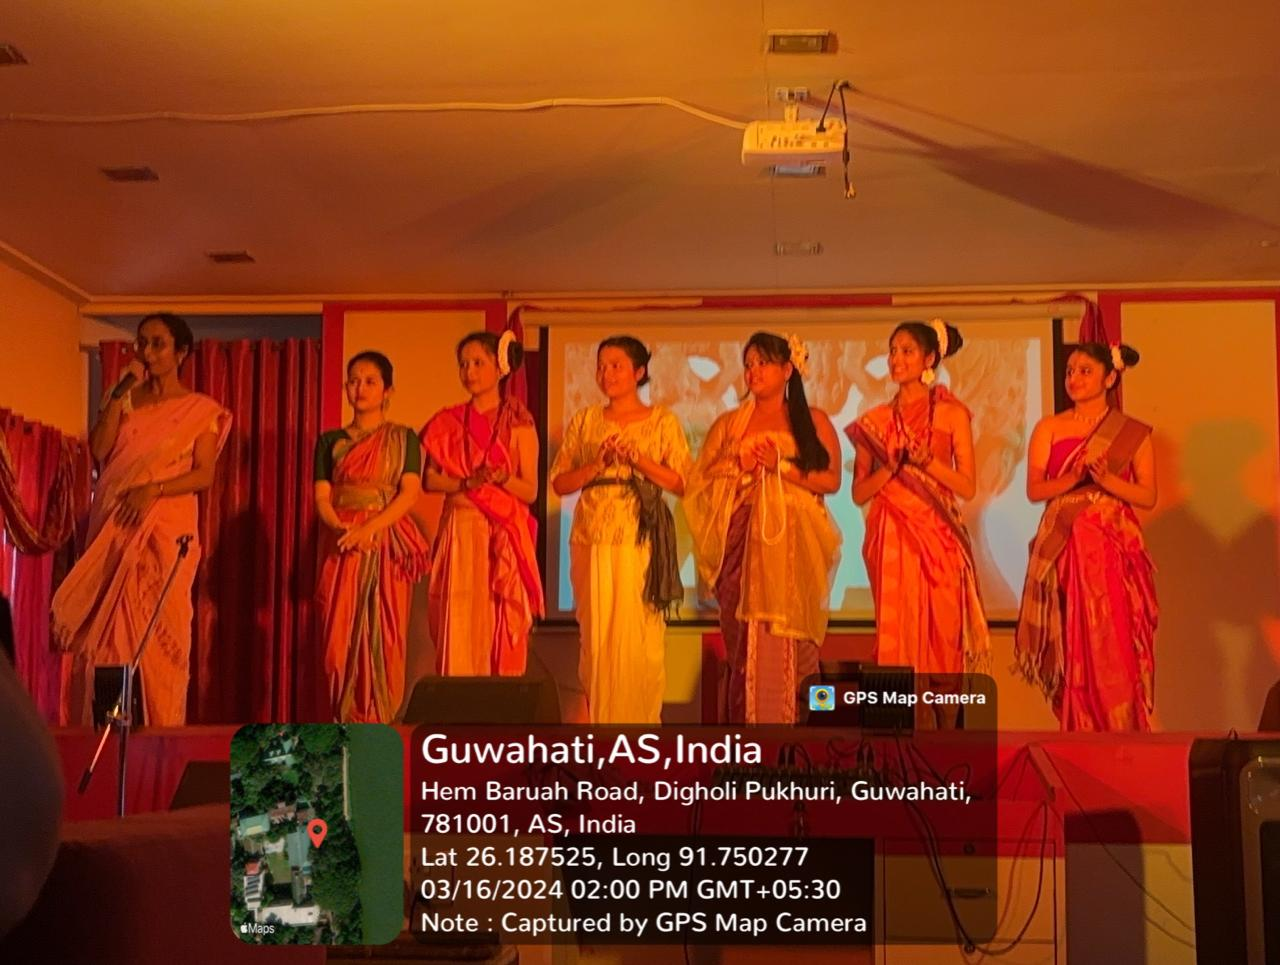 GPS Map Camera
Guwahati,AS,India
Hem Baruah Road, Digholi Pukhuri, Guwahati,
781001, AS, India
Lat 26.187525, Long 91.750277
03/16/2024 02:00 PM GMT+05:30
Note : Captured by GPS Map Camera
Maps